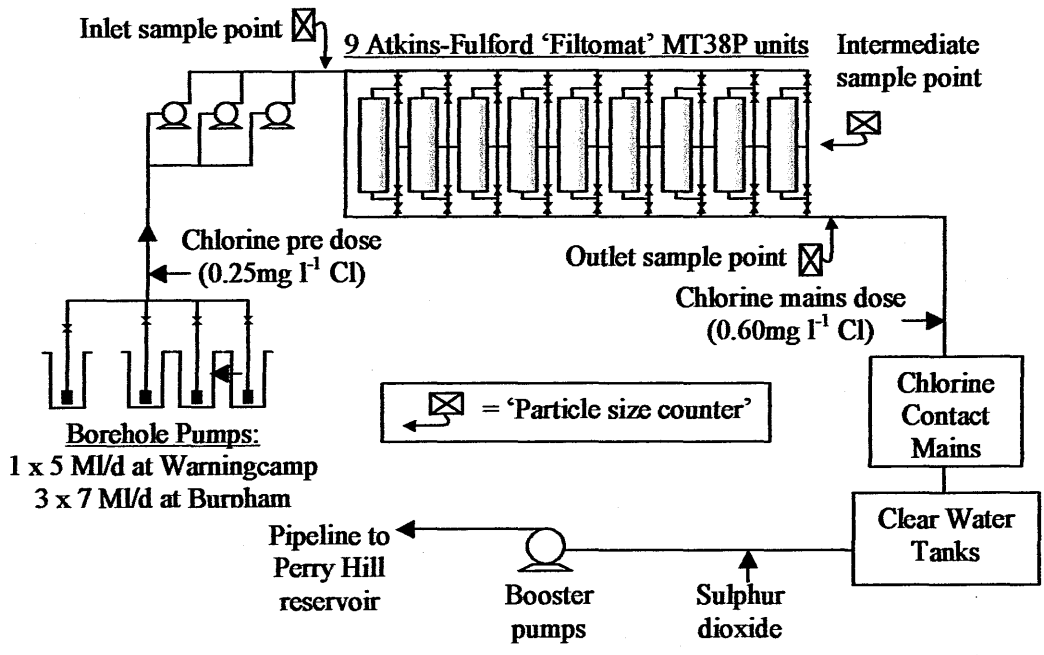 Inlet sample point
9 Atkins-Fulford ‘Filtomat’ MT38P units
Intermediate
sample point
Chlorine pre dose
(0.25mg l⁻¹ Cl)
Outlet sample point
Chlorine mains dose
(0.60mg l⁻¹ Cl)
= ‘Particle size counter’
Chlorine
Contact
Mains
Borehole Pumps:
1 x 5 Ml/d at Warningcamp
3 x 7 Ml/d at Burpham
Clear Water
Tanks
Pipeline to
Perry Hill
reservoir
Booster
pumps
Sulphur
dioxide